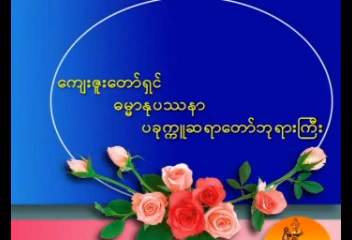 ကျေးဇူးတော်ရှင်
ဓမ္မာနုပဿနာ
ပခုက္ကူဆရာတော်ဘုရားကြီး